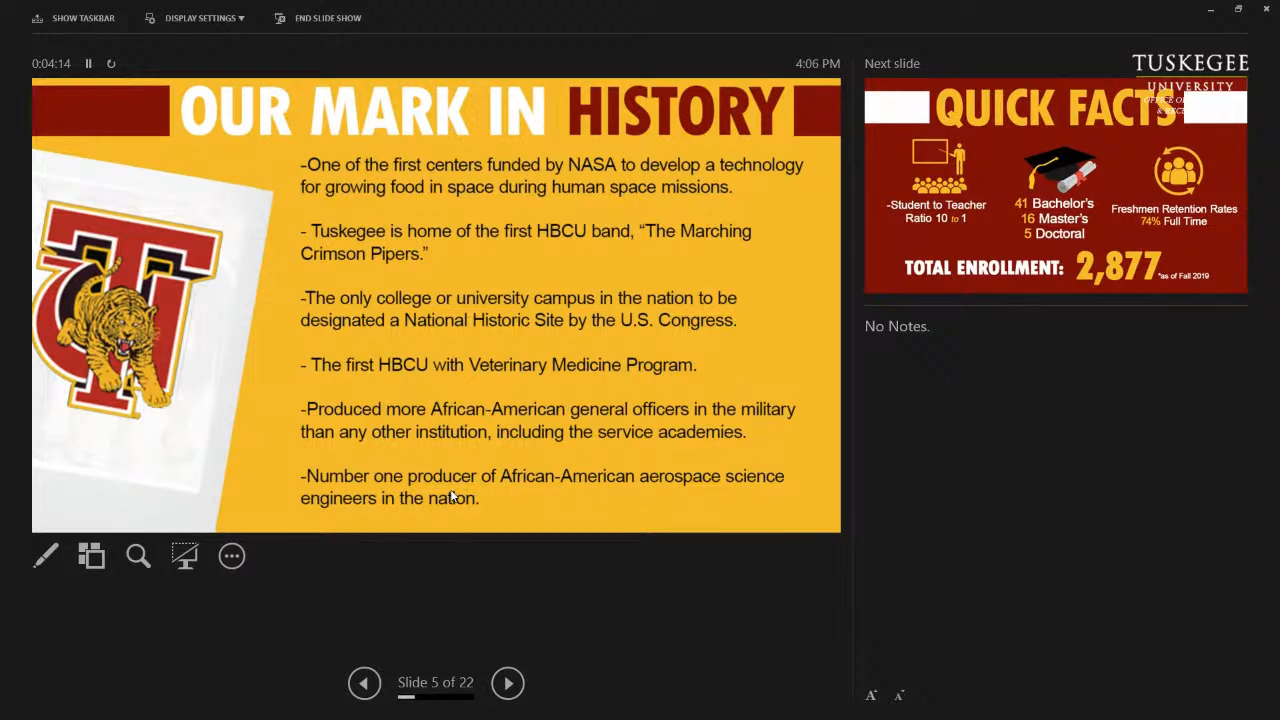 SHOW TASKBAR
DISPLAY SETTINGS ▼
END SLIDE SHOW
0:04:14
4:06 PM
OUR MARK IN HISTORY
-One of the first centers funded by NASA to develop a technology
for growing food in space during human space missions.
- Tuskegee is home of the first HBCU band, “The Marching
Crimson Pipers.”
-The only college or university campus in the nation to be
designated a National Historic Site by the U.S. Congress.
- The first HBCU with Veterinary Medicine Program.
-Produced more African-American general officers in the military
than any other institution, including the service academies.
-Number one producer of African-American aerospace science
engineers in the nation.
Slide 5 of 22
Next slide
TUSKEGEE
UNIVERSITY
QUICK FACTS
-Student to Teacher
Ratio 10 to 1
41 Bachelor's
16 Master's
5 Doctoral
Freshmen Retention Rates
74% Full Time
TOTAL ENROLLMENT: 2,877 *as of Fall 2019
No Notes.
A
A